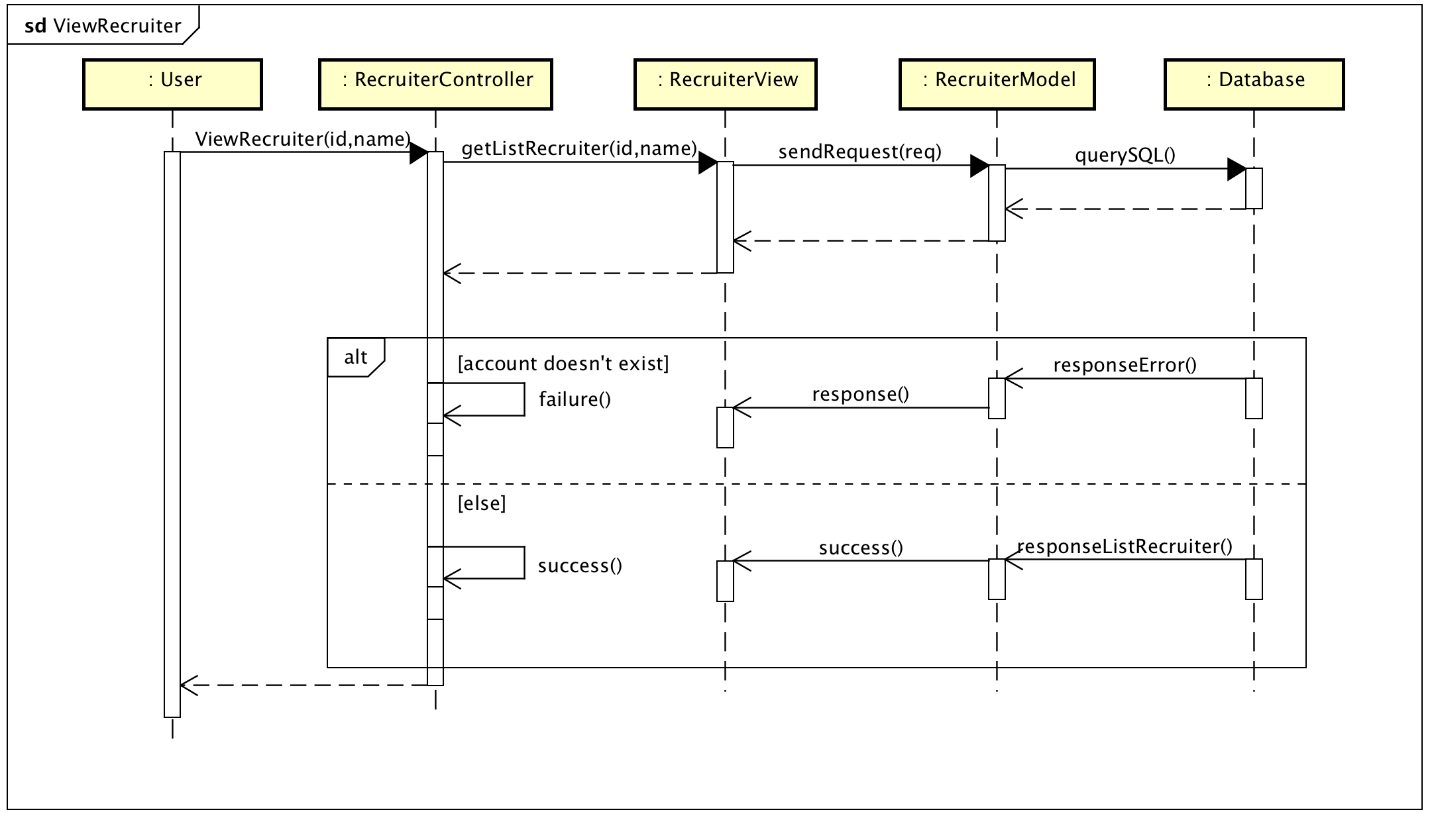 sd ViewRecruiter
: User
: RecruiterController
: RecruiterView
: RecruiterModel
: Database
ViewRecruiter(id,name)
getListRecruiter(id,name)
sendRequest(req)
querySQL()
alt
[account doesn't exist]
responseError()
failure()
response()
[else]
success()
responseListRecruiter()
success()